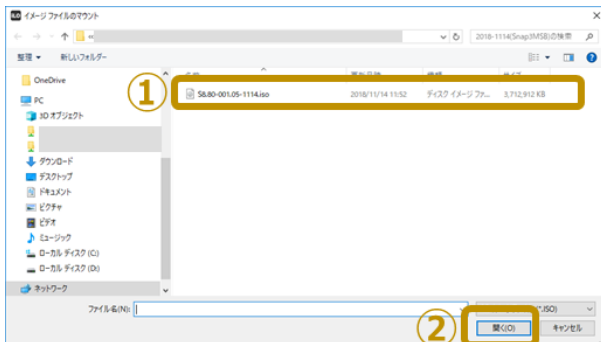 iLO イメージ ファイルのマウント
« 2018-1114(Snap3MSB)の検索
整理 新しいフォルダー
OneDrive
PC
3D オブジェクト
ダウンロード
デスクトップ
ドキュメント
ピクチャ
ビデオ
ミュージック
ローカル ディスク (C:)
ローカル ディスク (D:)
ネットワーク
①
S8.80-001.05-1114.iso 2018/11/14 11:52 ディスク イメージ ファ... 3,712,912 KB
ファイル名(N):
(*.ISO)
②
開く(O) キャンセル